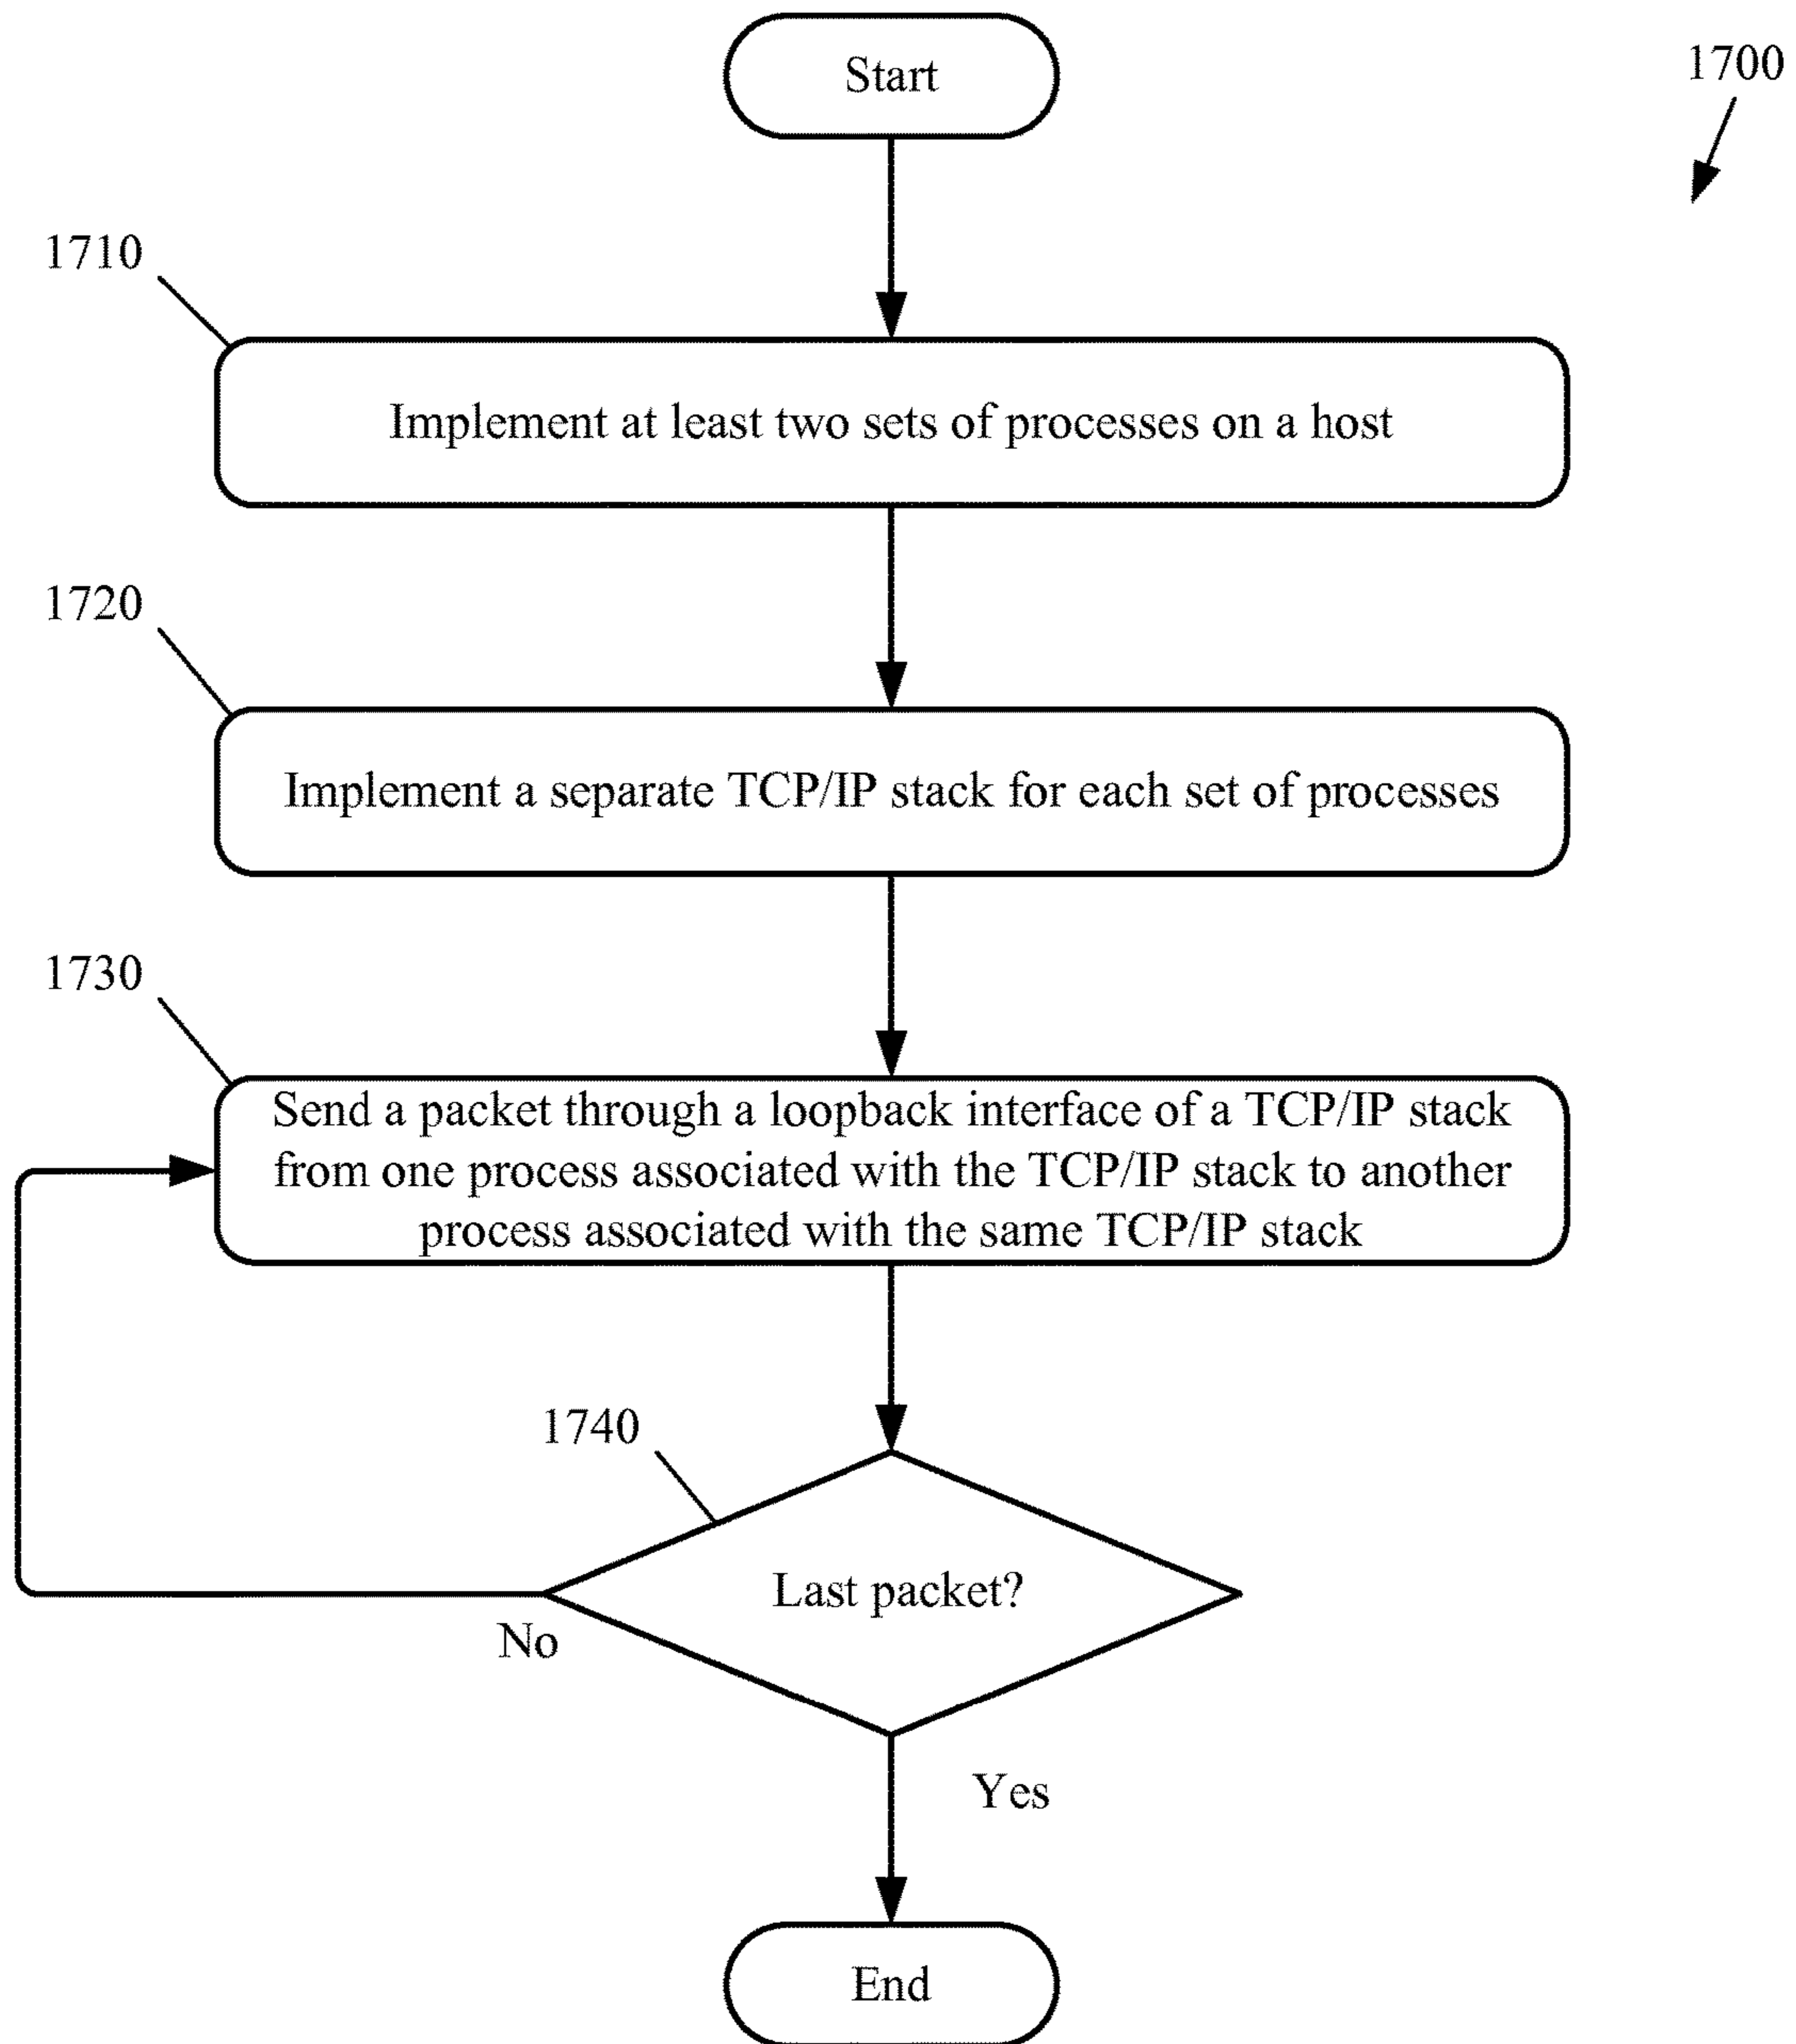 Start
1700
1710
Implement at least two sets of processes on a host
1720
Implement a separate TCP/IP stack for each set of processes
1730
Send a packet through a loopback interface of a TCP/IP stack
from one process associated with the TCP/IP stack to another
process associated with the same TCP/IP stack
1740
Last packet?
No
Yes
End